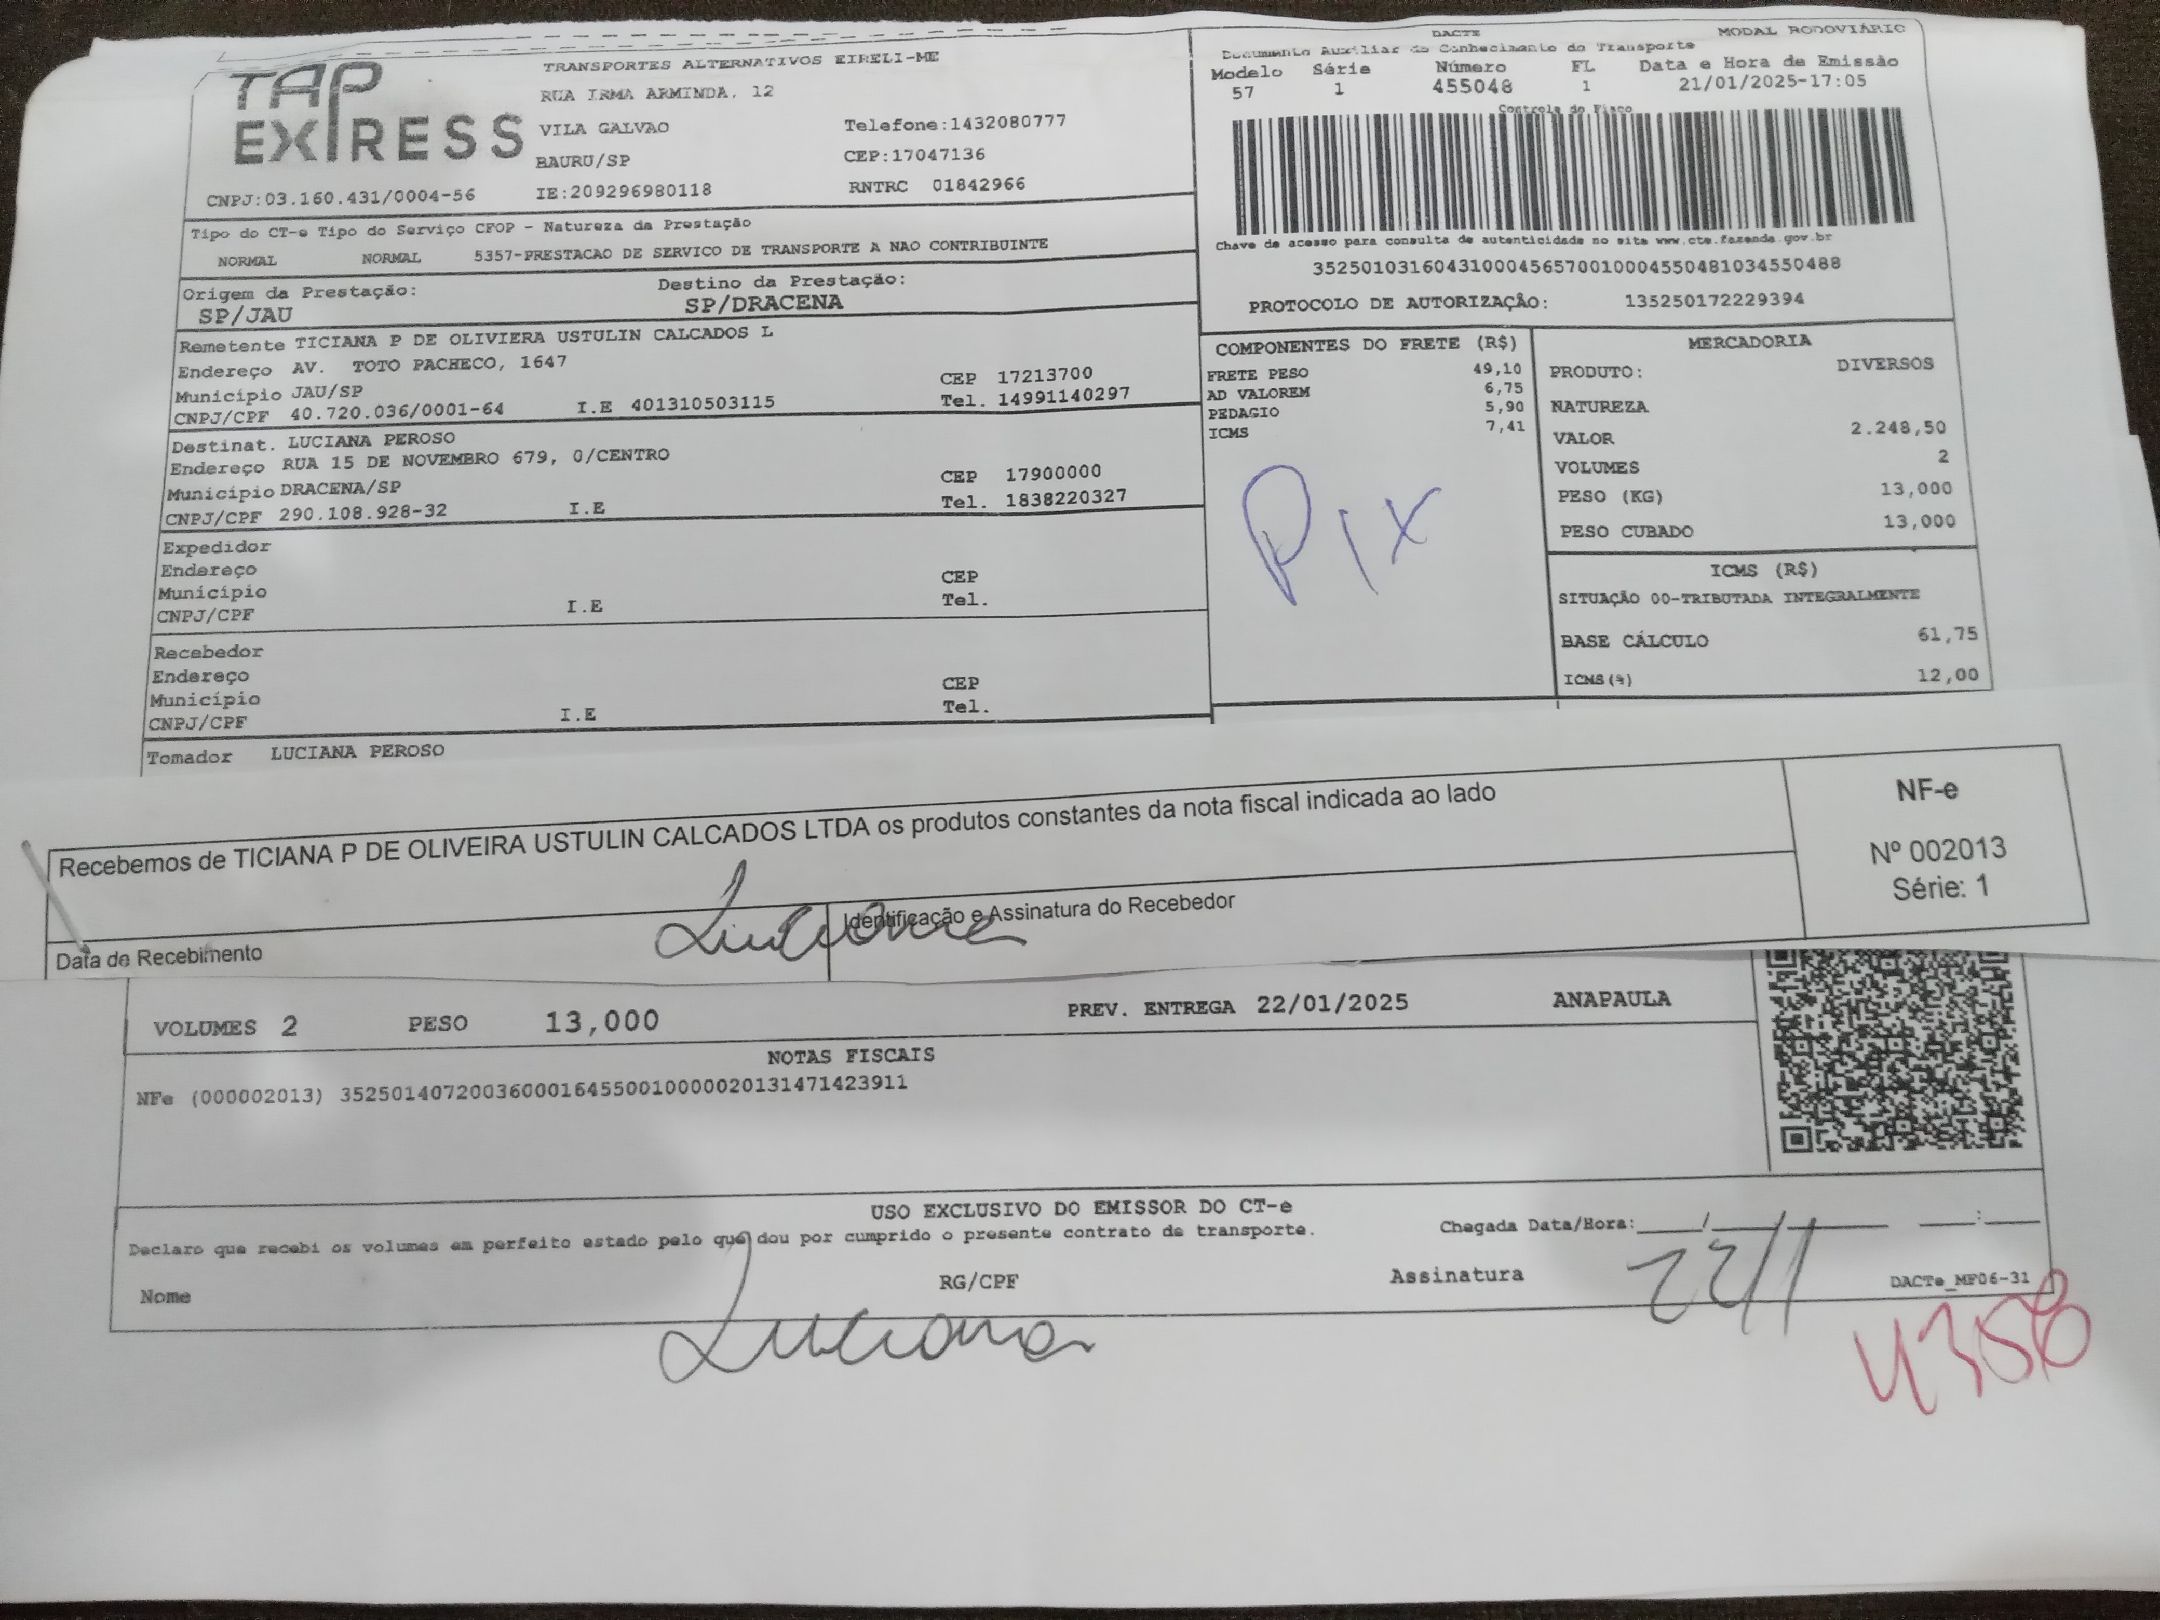 DACTE MODAL RODOVIÁRIO
Documento Auxiliar do Conhecimento do Transporte
TAP EXPRESS
TRANSPORTES ALTERNATIVOS EIRELI-ME
RUA IRMA ARMINDA, 12
VILA GALVAO Telefone:1432080777
BAURU/SP CEP:17047136
CNPJ:03.160.431/0004-56 IE:209296980118 RNTRC 01842966
Modelo Série Número FL Data e Hora de Emissão
57 1 455048 1 21/01/2025-17:05
Controle do Fisco
Chave de acesso para consulta de autenticidade no site www.cte.fazenda.gov.br
35250103160431000456570010004550481034550488
PROTOCOLO DE AUTORIZAÇÃO: 135250172229394
Tipo do CT-e Tipo do Serviço CFOP - Natureza da Prestação
NORMAL NORMAL 5357-PRESTACAO DE SERVICO DE TRANSPORTE A NAO CONTRIBUINTE
Origem da Prestação: Destino da Prestação:
SP/JAU SP/DRACENA
Remetente TICIANA P DE OLIVIERA USTULIN CALCADOS L
Endereço AV. TOTO PACHECO, 1647
Município JAU/SP CEP 17213700
CNPJ/CPF 40.720.036/0001-64 I.E 401310503115 Tel. 14991140297
Destinat. LUCIANA PEROSO
Endereço RUA 15 DE NOVEMBRO 679, 0/CENTRO
Município DRACENA/SP CEP 17900000
CNPJ/CPF 290.108.928-32 I.E Tel. 1838220327
Expedidor
Endereço
Município CEP
CNPJ/CPF I.E Tel.
Recebedor
Endereço
Município CEP
CNPJ/CPF I.E Tel.
Tomador LUCIANA PEROSO
COMPONENTES DO FRETE (R$)
FRETE PESO 49,10
AD VALOREM 6,75
PEDAGIO 5,90
ICMS 7,41
Pix
MERCADORIA
PRODUTO: DIVERSOS
NATUREZA
VALOR 2.248,50
VOLUMES 2
PESO (KG) 13,000
PESO CUBADO 13,000
ICMS (R$)
SITUAÇÃO 00-TRIBUTADA INTEGRALMENTE
BASE CÁLCULO 61,75
ICMS(%) 12,00
Recebemos de TICIANA P DE OLIVEIRA USTULIN CALCADOS LTDA os produtos constantes da nota fiscal indicada ao lado
NF-e
Nº 002013
Série: 1
Data de Recebimento
Identificação e Assinatura do Recebedor
Luciana
VOLUMES 2 PESO 13,000 PREV. ENTREGA 22/01/2025 ANAPAULA
NOTAS FISCAIS
NFe (000002013) 35250140720036000164550010000020131471423911
USO EXCLUSIVO DO EMISSOR DO CT-e
Declaro que recebi os volumes em perfeito estado pelo que dou por cumprido o presente contrato de transporte.
Chegada Data/Hora:____/____/____ ____:____
Nome RG/CPF Assinatura
22/1
DACTe_MF06-31
Luciana